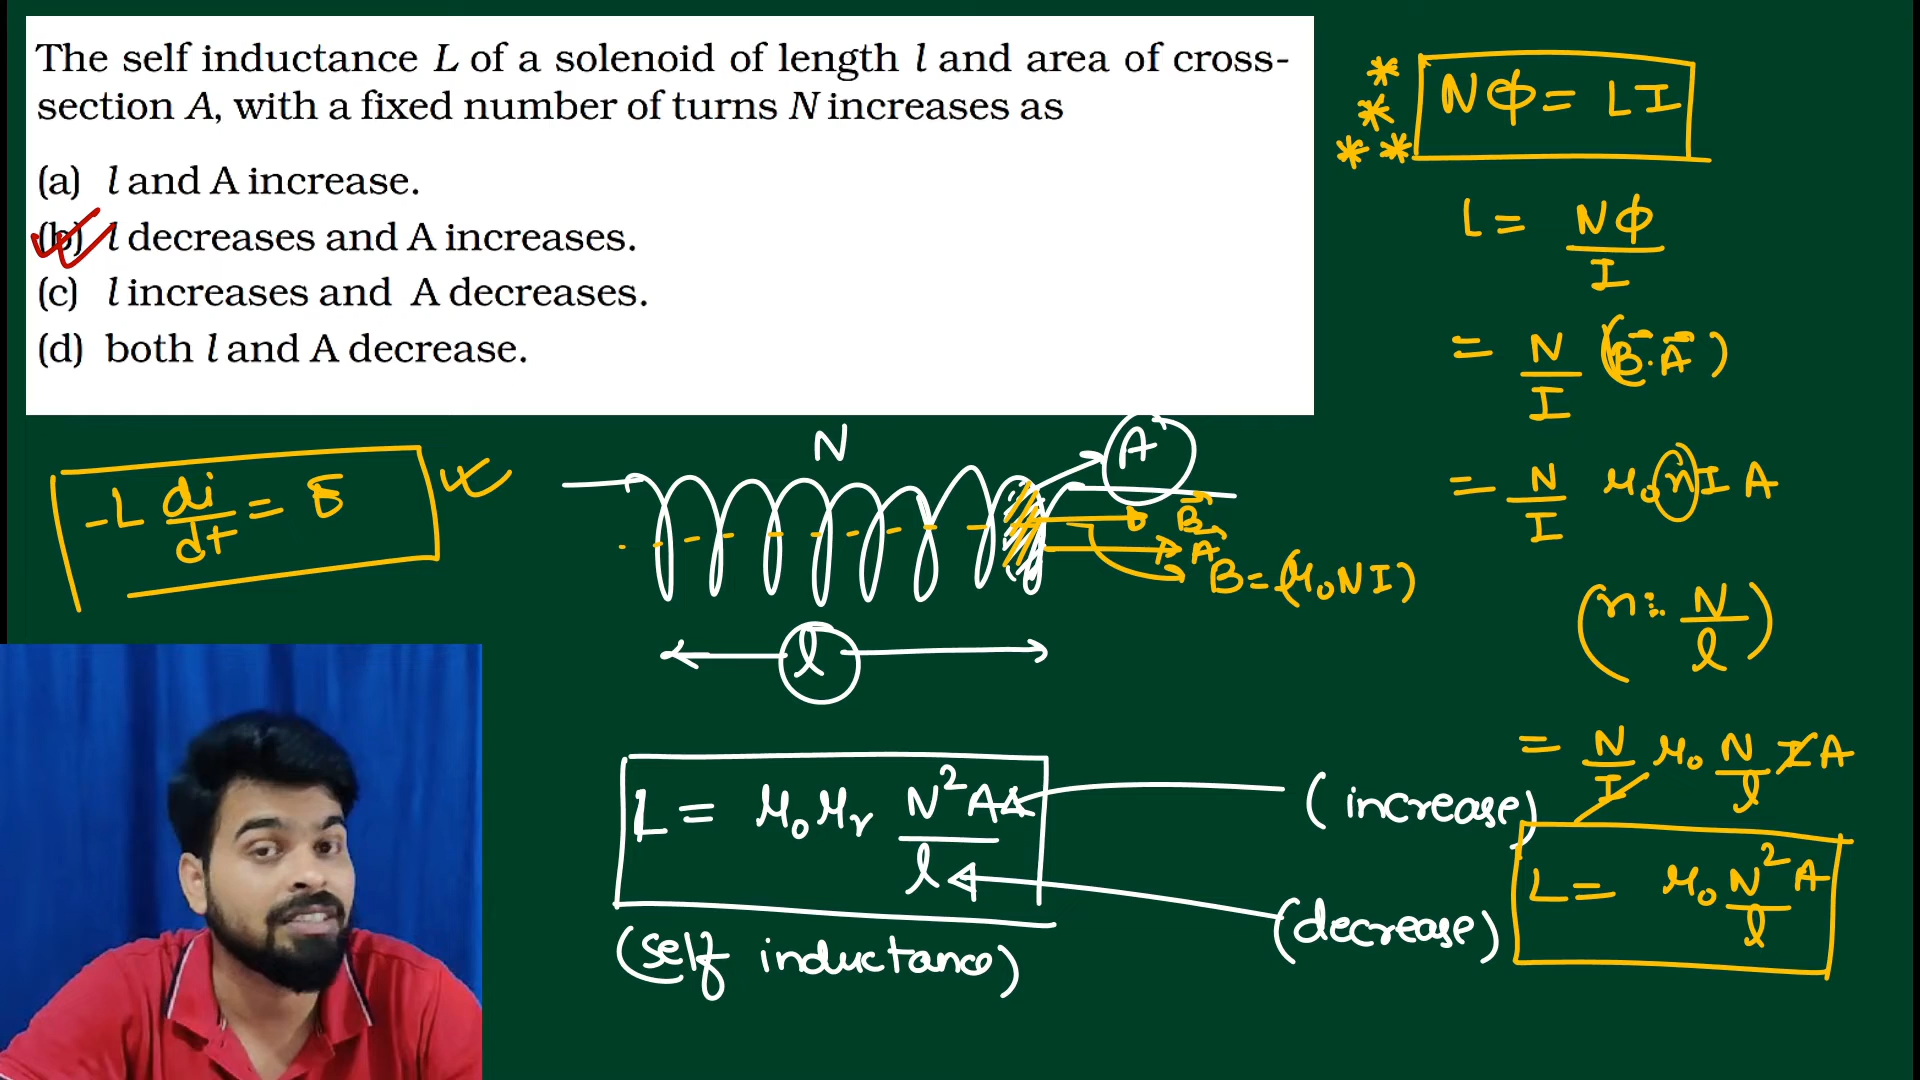 The self inductance L of a solenoid of length l and area of cross-
section A, with a fixed number of turns N increases as
(a) l and A increase.
(b) l decreases and A increases.
(c) l increases and A decreases.
(d) both l and A decrease.
Nϕ = LI
L = Nϕ/I
= N/I (B⃗.A⃗)
= N/I μ₀nIA
(n = N/l)
= N/I μ₀ N/l IA
L = μ₀ N²A/l
-L di/dt =
N
A
B⃗
A⃗
B = (μ₀NI)
l
L = μ₀μᵣ N²A/l
(increase)
(decrease)
(self inductance)